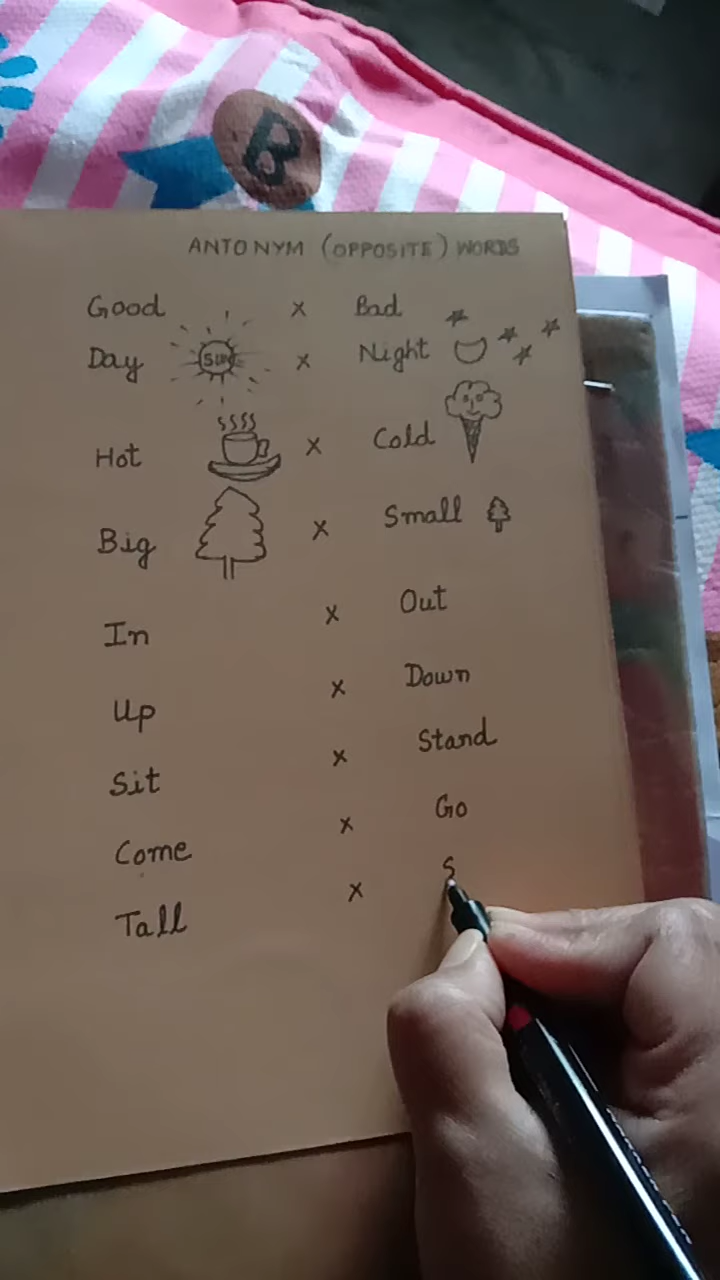 B
ANTONYM (OPPOSITE) WORDS
Good x Bad
Day SUN x Night
Hot x Cold
Big x Small
In x Out
Up x Down
Sit x Stand
Come x Go
Tall x S